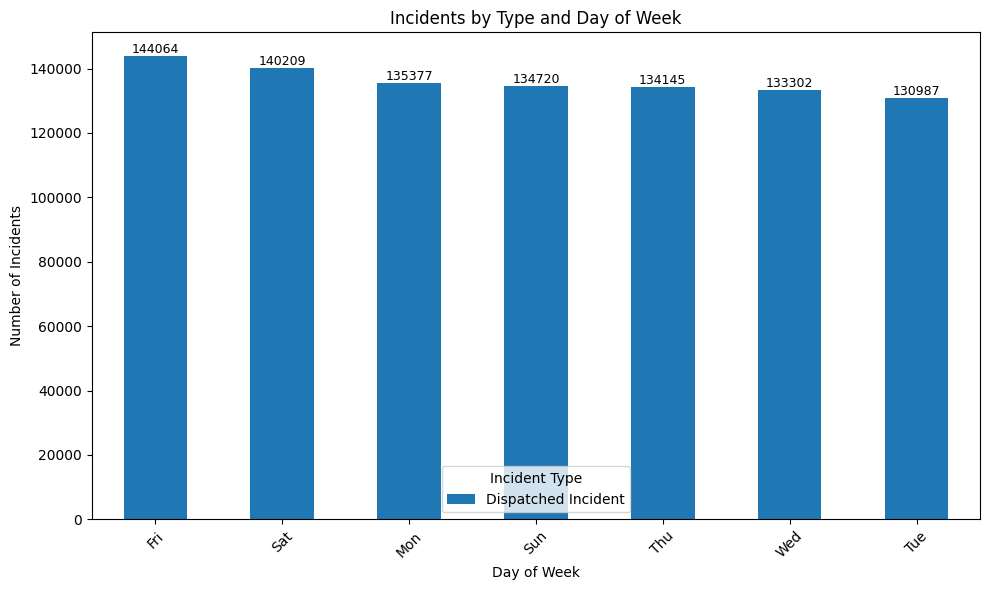 Incidents by Type and Day of Week
Number of Incidents
140000
120000
100000
80000
60000
40000
20000
0
144064
140209
135377
134720
134145
133302
130987
Incident Type
Dispatched Incident
Fri
Sat
Mon
Sun
Thu
Wed
Tue
Day of Week